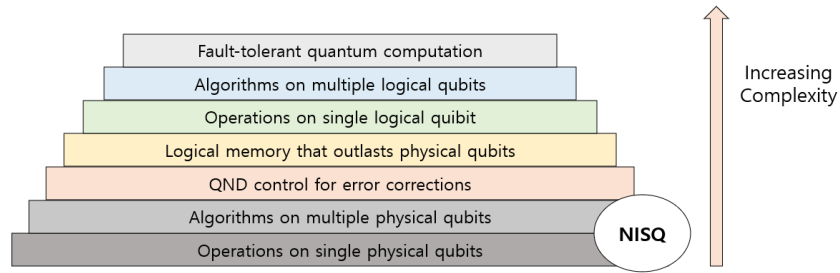 Fault-tolerant quantum computation
Algorithms on multiple logical qubits
Operations on single logical quibit
Logical memory that outlasts physical qubits
QND control for error corrections
Algorithms on multiple physical qubits
Operations on single physical qubits
NISQ
Increasing
Complexity